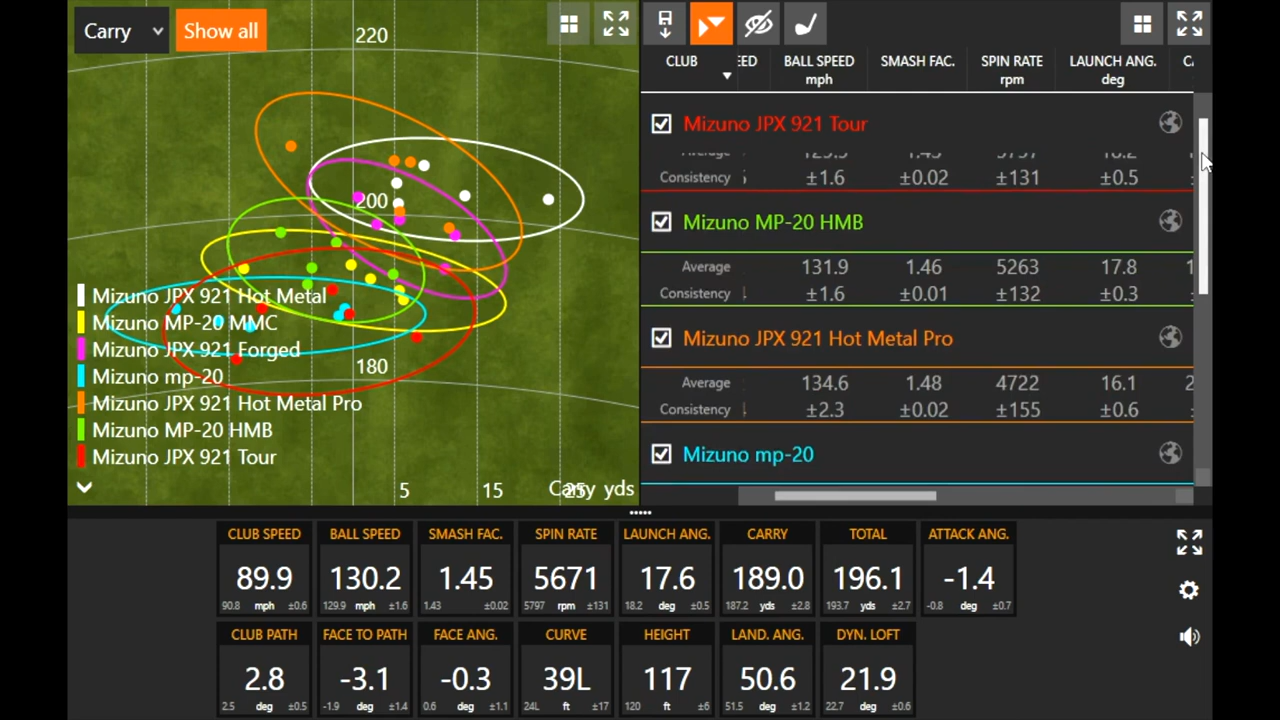 Carry
Show all
220
200
180
Mizuno JPX 921 Hot Metal
Mizuno MP-20 MMC
Mizuno JPX 921 Forged
Mizuno mp-20
Mizuno JPX 921 Hot Metal Pro
Mizuno MP-20 HMB
Mizuno JPX 921 Tour
5 15 25
Carry yds
CLUB BALL SPEED SMASH FAC. SPIN RATE LAUNCH ANG.
mph rpm deg
Mizuno JPX 921 Tour
Consistency ±1.6 ±0.02 ±131 ±0.5
Mizuno MP-20 HMB
Average 131.9 1.46 5263 17.8
Consistency ±1.6 ±0.01 ±132 ±0.3
Mizuno JPX 921 Hot Metal Pro
Average 134.6 1.48 4722 16.1
Consistency ±2.3 ±0.02 ±155 ±0.6
Mizuno mp-20
CLUB SPEED BALL SPEED SMASH FAC. SPIN RATE LAUNCH ANG. CARRY TOTAL ATTACK ANG.
89.9 130.2 1.45 5671 17.6 189.0 196.1 -1.4
90.8 mph ±0.6 129.9 mph ±1.6 1.43 ±0.02 5797 rpm ±131 18.2 deg ±0.5 187.2 yds ±2.8 193.7 yds ±2.7 -0.8 deg ±0.7
CLUB PATH FACE TO PATH FACE ANG. CURVE HEIGHT LAND. ANG. DYN. LOFT
2.8 -3.1 -0.3 39L 117 50.6 21.9
2.5 deg ±0.5 -1.9 deg ±1.4 0.6 deg ±1.1 24L ft ±17 120 ft ±6 51.5 deg ±1.2 22.7 deg ±0.6